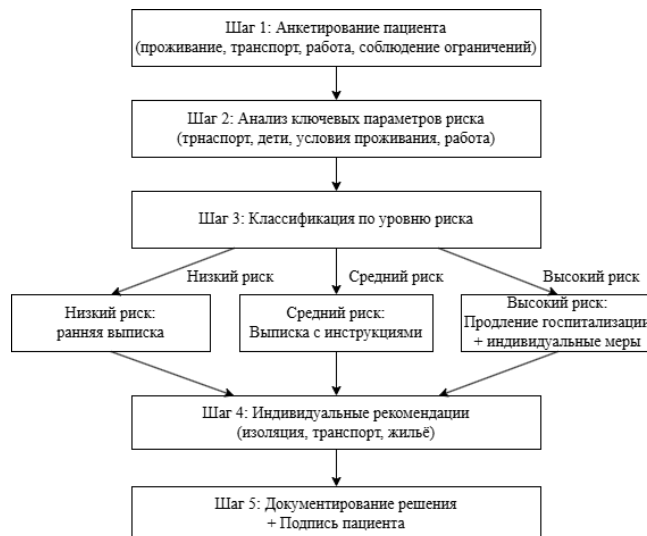 Шаг 1: Анкетирование пациента
(проживание, транспорт, работа, соблюдение ограничений)
Шаг 2: Анализ ключевых параметров риска
(трнаспорт, дети, условия проживания, работа)
Шаг 3: Классификация по уровню риска
Низкий риск
Средний риск
Высокий риск
Низкий риск:
ранняя выписка
Средний риск:
Выписка с инструкциями
Высокий риск:
Продление госпитализации
+ индивидуальные меры
Шаг 4: Индивидуальные рекомендации
(изоляция, транспорт, жильё)
Шаг 5: Документирование решения
+ Подпись пациента